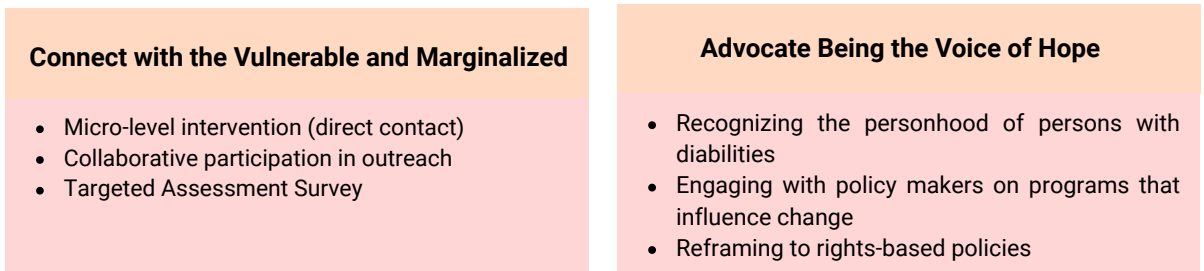 Connect with the Vulnerable and Marginalized
• Micro-level intervention (direct contact)
• Collaborative participation in outreach
• Targeted Assessment Survey
Advocate Being the Voice of Hope
• Recognizing the personhood of persons with
disabilities
• Engaging with policy makers on programs that
influence change
• Reframing to rights-based policies